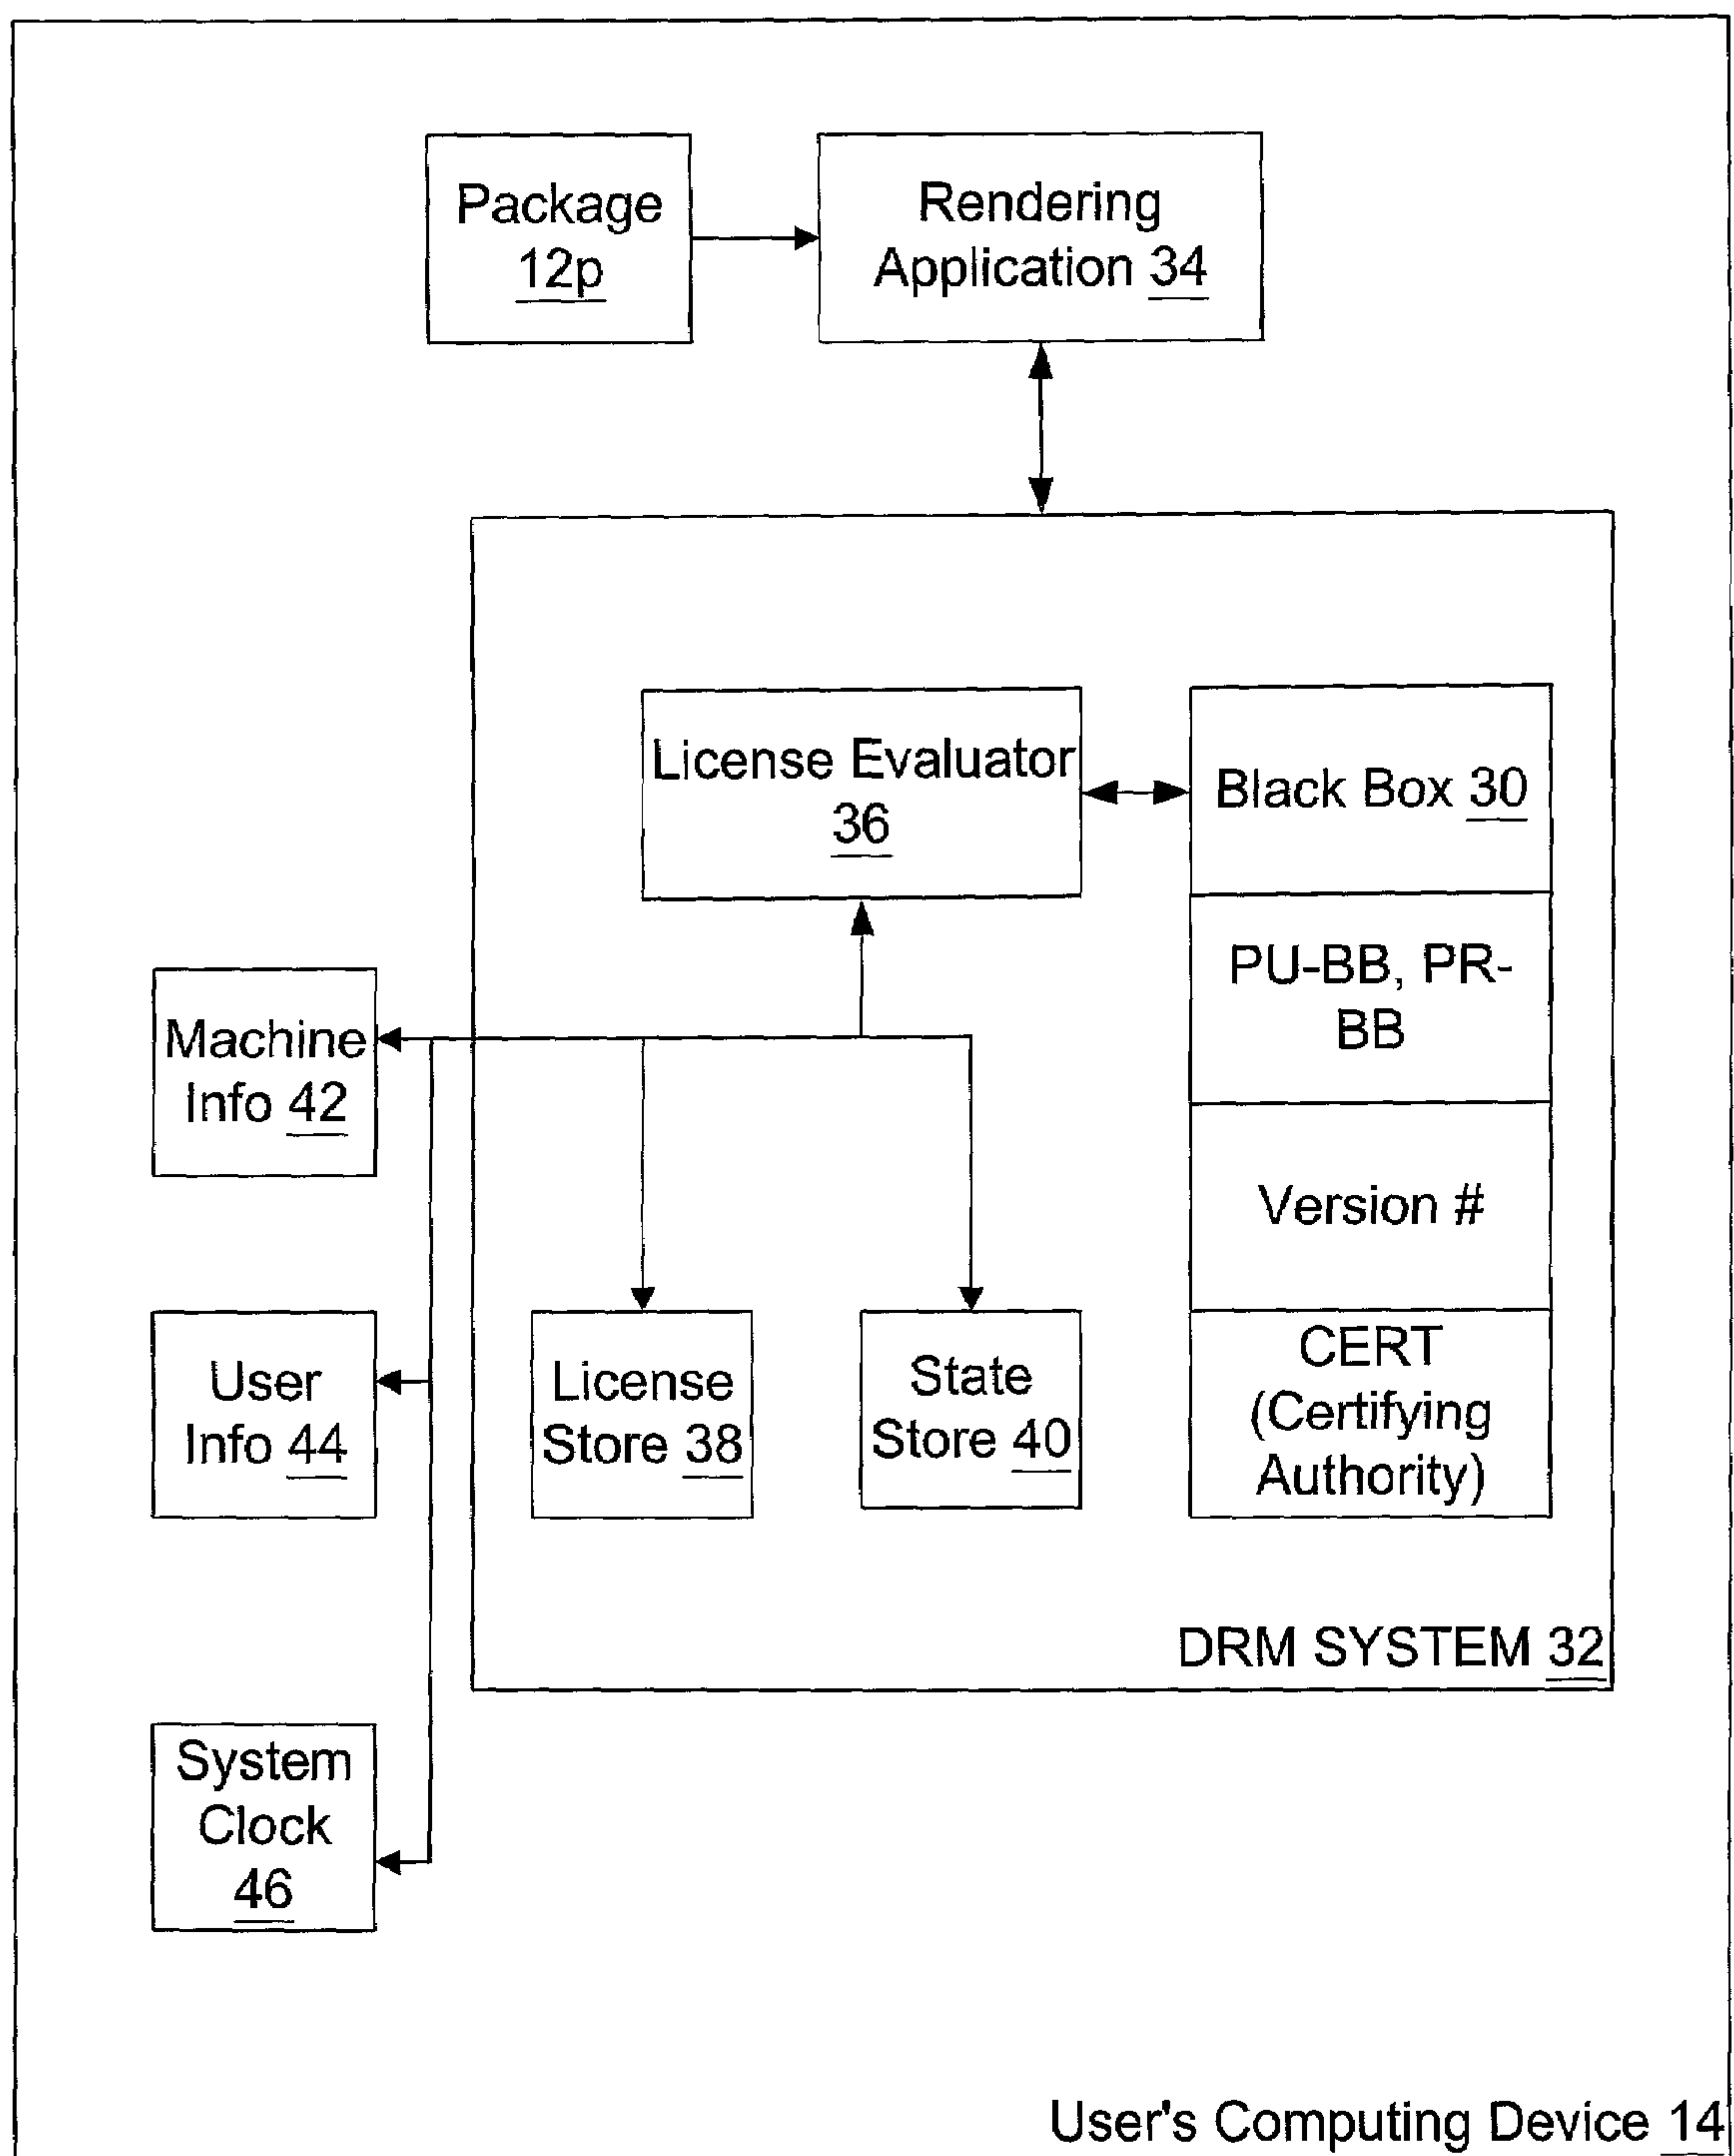 Package
12p
Rendering
Application 34
License Evaluator
36
Black Box 30
PU-BB, PR-
BB
Machine
Info 42
Version #
User
Info 44
License
Store 38
State
Store 40
CERT
(Certifying
Authority)
DRM SYSTEM 32
System
Clock
46
User's Computing Device 14